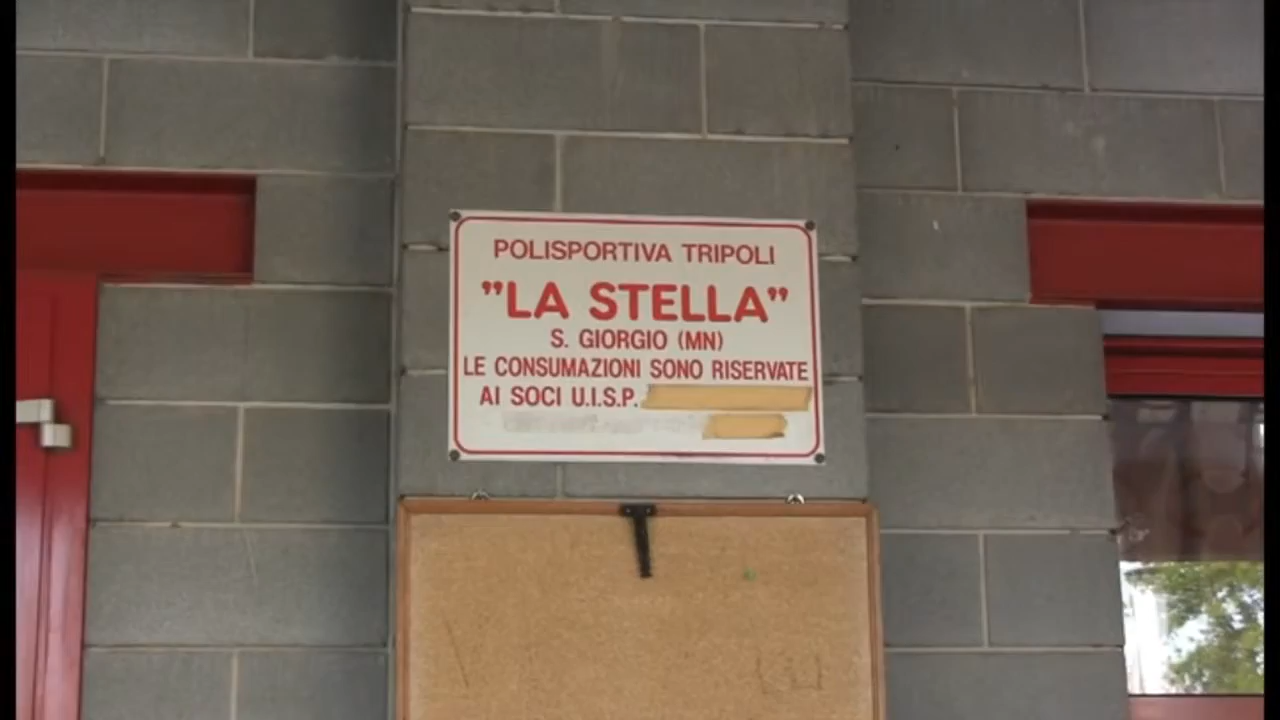 POLISPORTIVA TRIPOLI
"LA STELLA"
S. GIORGIO (MN)
LE CONSUMAZIONI SONO RISERVATE
AI SOCI U.I.S.P.